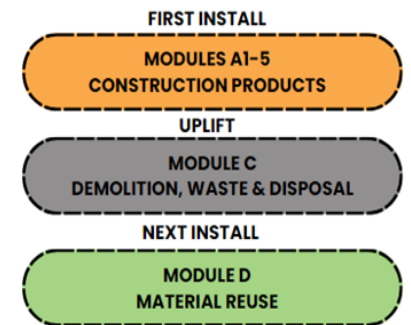 FIRST INSTALL
MODULES A1-5
CONSTRUCTION PRODUCTS
UPLIFT
MODULE C
DEMOLITION, WASTE & DISPOSAL
NEXT INSTALL
MODULE D
MATERIAL REUSE